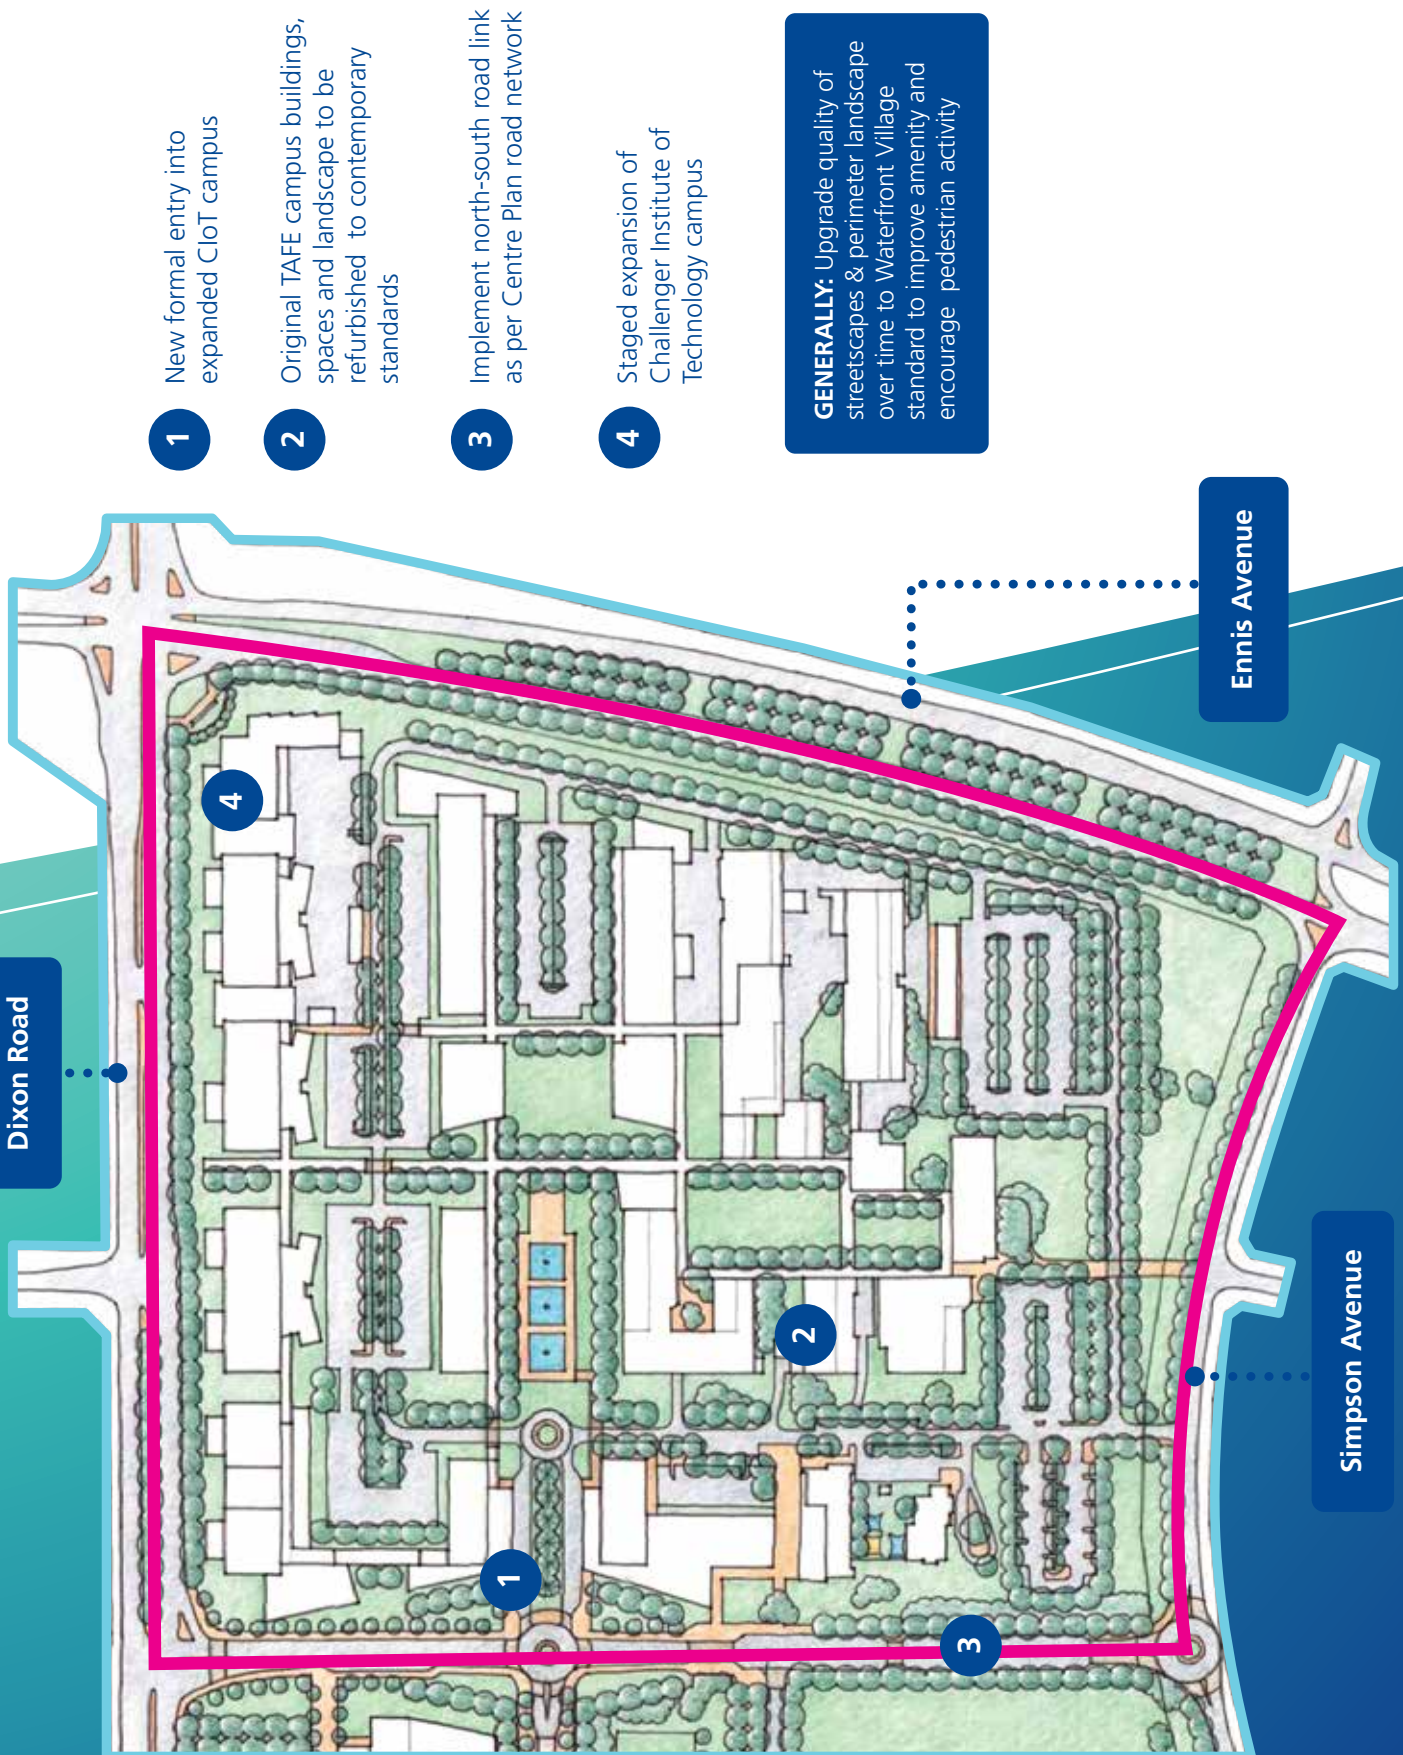 1
New formal entry into
expanded CIoT campus
2
Original TAFE campus buildings,
spaces and landscape to be
refurbished to contemporary
standards
3
Implement north-south road link
as per Centre Plan road network
4
Staged expansion of
Challenger Institute of
Technology campus
GENERALLY: Upgrade quality of
streetscapes & perimeter landscape
over time to Waterfront Village
standard to improve amenity and
encourage pedestrian activity
Dixon Road
Ennis Avenue
Simpson Avenue
4
2
1
3